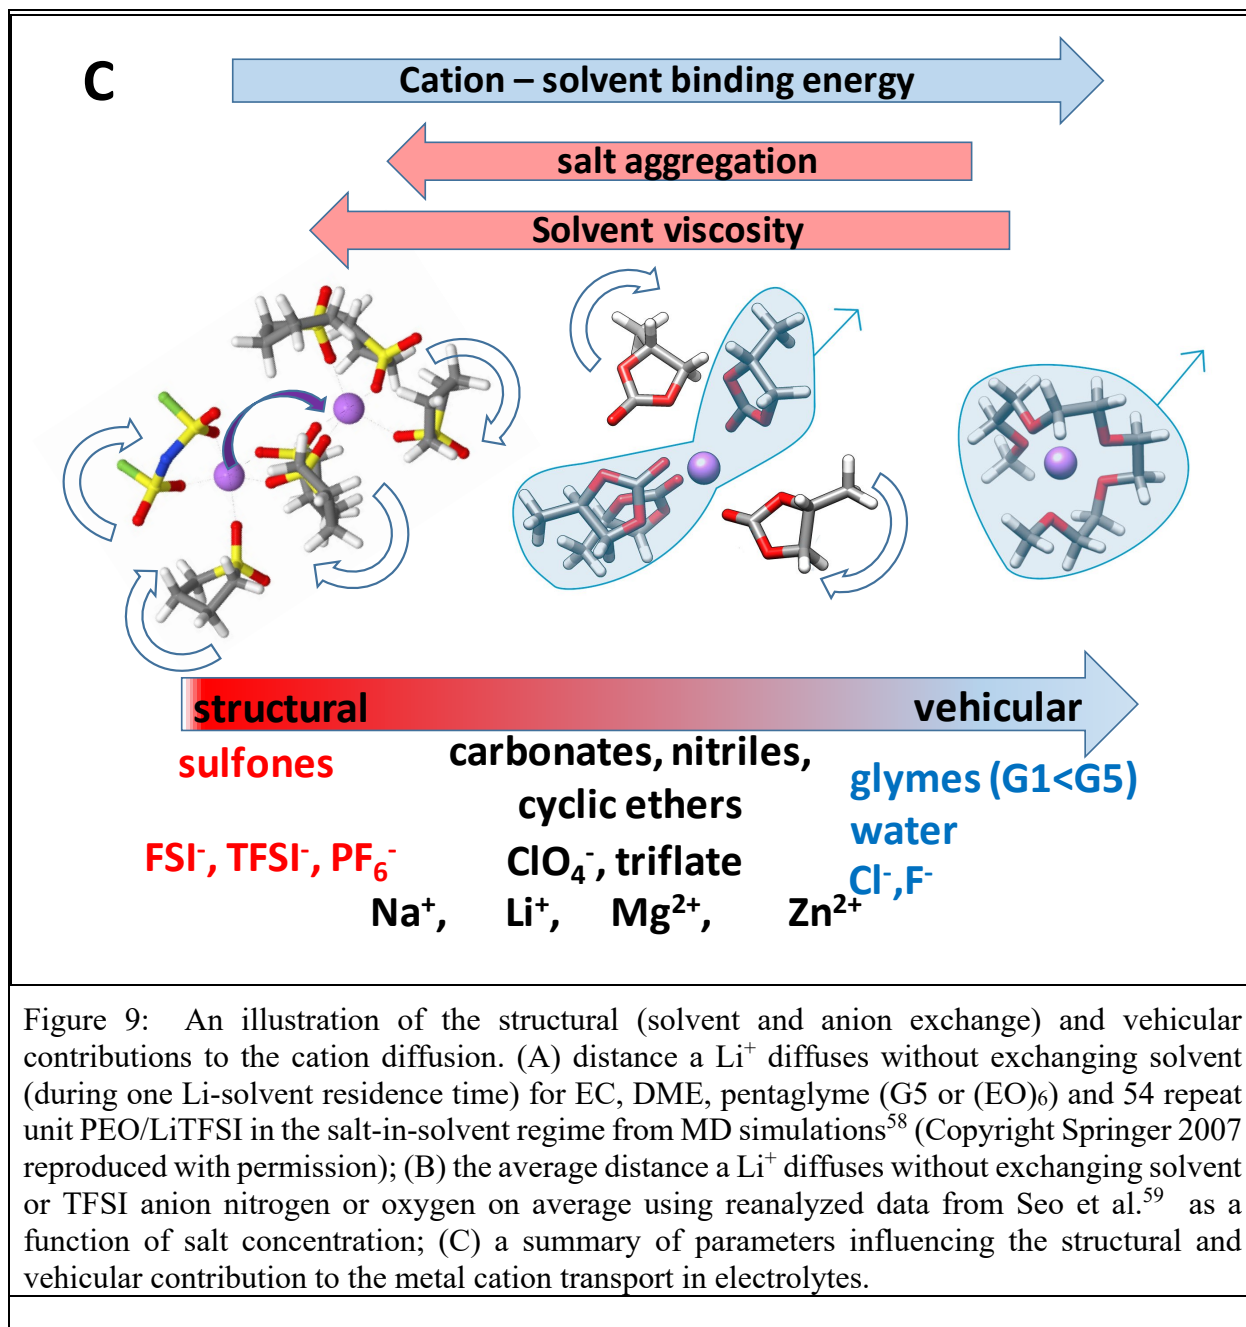 C
Cation – solvent binding energy
salt aggregation
Solvent viscosity
structural
vehicular
sulfones
carbonates, nitriles,
cyclic ethers
glymes (G1<G5)
water
FSI⁻, TFSI⁻, PF₆⁻
ClO₄⁻, triflate
Cl⁻,F⁻
Na⁺, Li⁺, Mg²⁺, Zn²⁺
Figure 9: An illustration of the structural (solvent and anion exchange) and vehicular
contributions to the cation diffusion. (A) distance a Li⁺ diffuses without exchanging solvent
(during one Li-solvent residence time) for EC, DME, pentaglyme (G5 or (EO)₆) and 54 repeat
unit PEO/LiTFSI in the salt-in-solvent regime from MD simulations⁵⁸ (Copyright Springer 2007
reproduced with permission); (B) the average distance a Li⁺ diffuses without exchanging solvent
or TFSI anion nitrogen or oxygen on average using reanalyzed data from Seo et al.⁵⁹ as a
function of salt concentration; (C) a summary of parameters influencing the structural and
vehicular contribution to the metal cation transport in electrolytes.